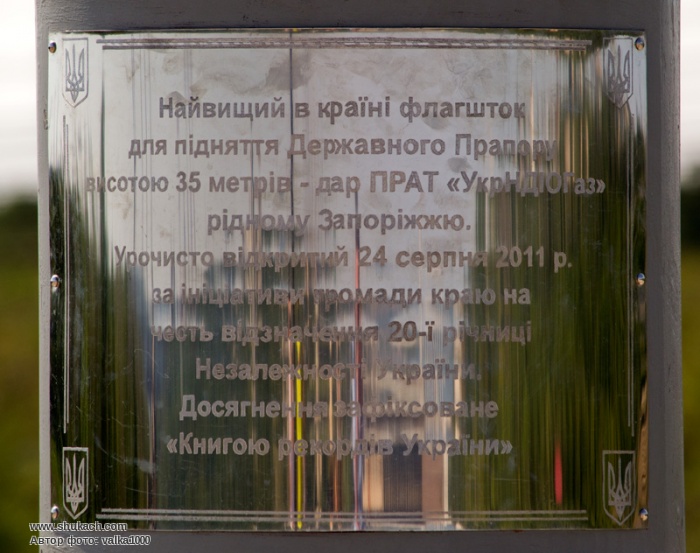 Найвищий в країні флагшток
для підняття Державного Прапору
висотою 35 метрів - дар ПРАТ «УкрНДІОГаз»
рідному Запоріжжю.
Урочисто відкритий 24 серпня 2011 р.
за ініціативи громади краю на
честь відзначення 20-ї річниці
Незалежності України.
Досягнення зафіксоване
«Книгою рекордів України»
www.shukach.com
Автор фото: valka1000